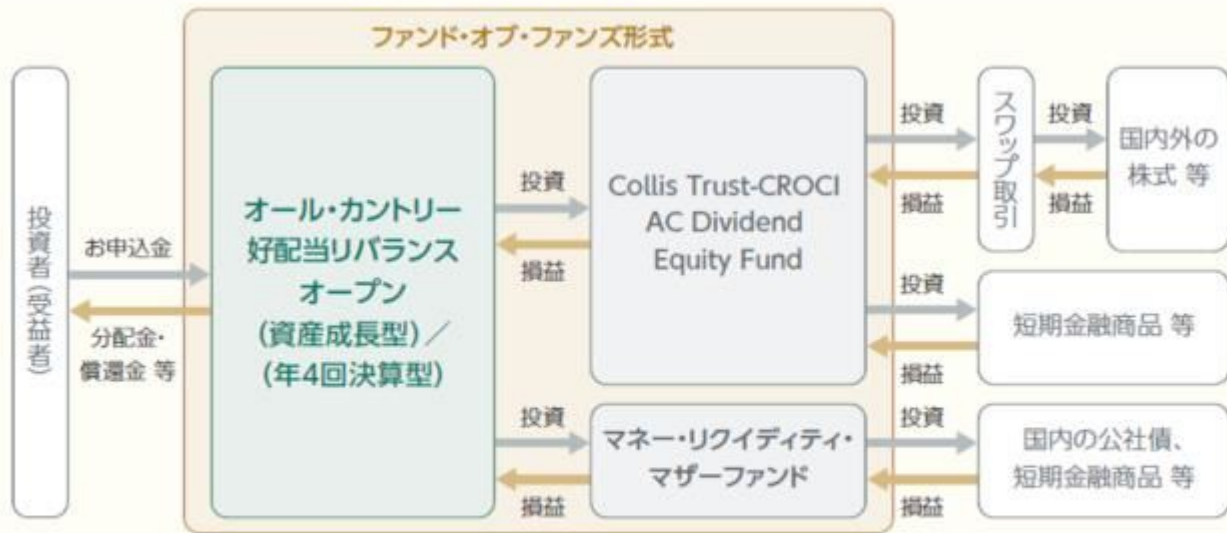 ファンド・オブ・ファンズ形式
投資者(受益者)
お申込金
分配金・
償還金 等
オール・カントリー
好配当リバランス
オープン
(資産成長型)／
(年4回決算型)
投資
損益
投資
損益
Collis Trust-CROCI
AC Dividend
Equity Fund
マネー・リクイディティ・
マザーファンド
投資
損益
スワップ取引
投資
損益
国内外の
株式 等
投資
損益
短期金融商品 等
投資
損益
国内の公社債、
短期金融商品 等